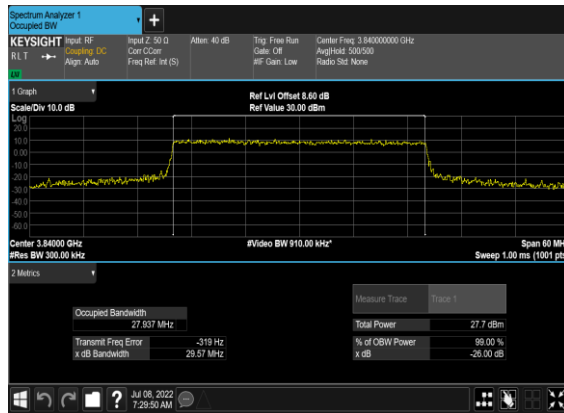 Spectrum Analyzer 1
Occupied BW
+
KEYSIGHT Input: RF Input Z: 50 Ω Atten: 40 dB Trig: Free Run Center Freq: 3.840000000 GHz
R L T Coupling: DC Corr CCorr Gate: Off Avg|Hold: 500/500
Align: Auto Freq Ref: Int (S) #IF Gain: Low Radio Std: None
1 Graph
Ref Lvl Offset 8.60 dB
Scale/Div 10.0 dB Ref Value 30.00 dBm
Log
20.0
10.0
0.00
-10.0
-20.0
-30.0
-40.0
-50.0
-60.0
Center 3.84000 GHz #Video BW 910.00 kHz* Span 60 MH
#Res BW 300.00 kHz Sweep 1.00 ms (1001 pts
2 Metrics
Measure Trace Trace 1
Occupied Bandwidth
27.937 MHz Total Power 27.7 dBm
Transmit Freq Error -319 Hz % of OBW Power 99.00 %
x dB Bandwidth 29.57 MHz x dB -26.00 dB
? Jul 08, 2022
7:29:50 AM